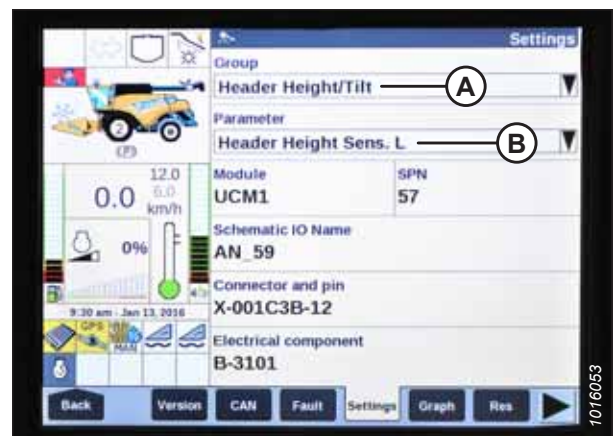 Settings
Group
Header Height/Tilt
A
Parameter
Header Height Sens. L
B
2
(F)
12.0
6.0
0.0
km/h
Module
UCM1
SPN
57
Schematic IO Name
AN_59
0%
Connector and pin
X-001C3B-12
9:30 am - Jan 13, 2016
GPS
MAN
Electrical component
B-3101
Back
Version
CAN
Fault
Settings
Graph
Res
1016053